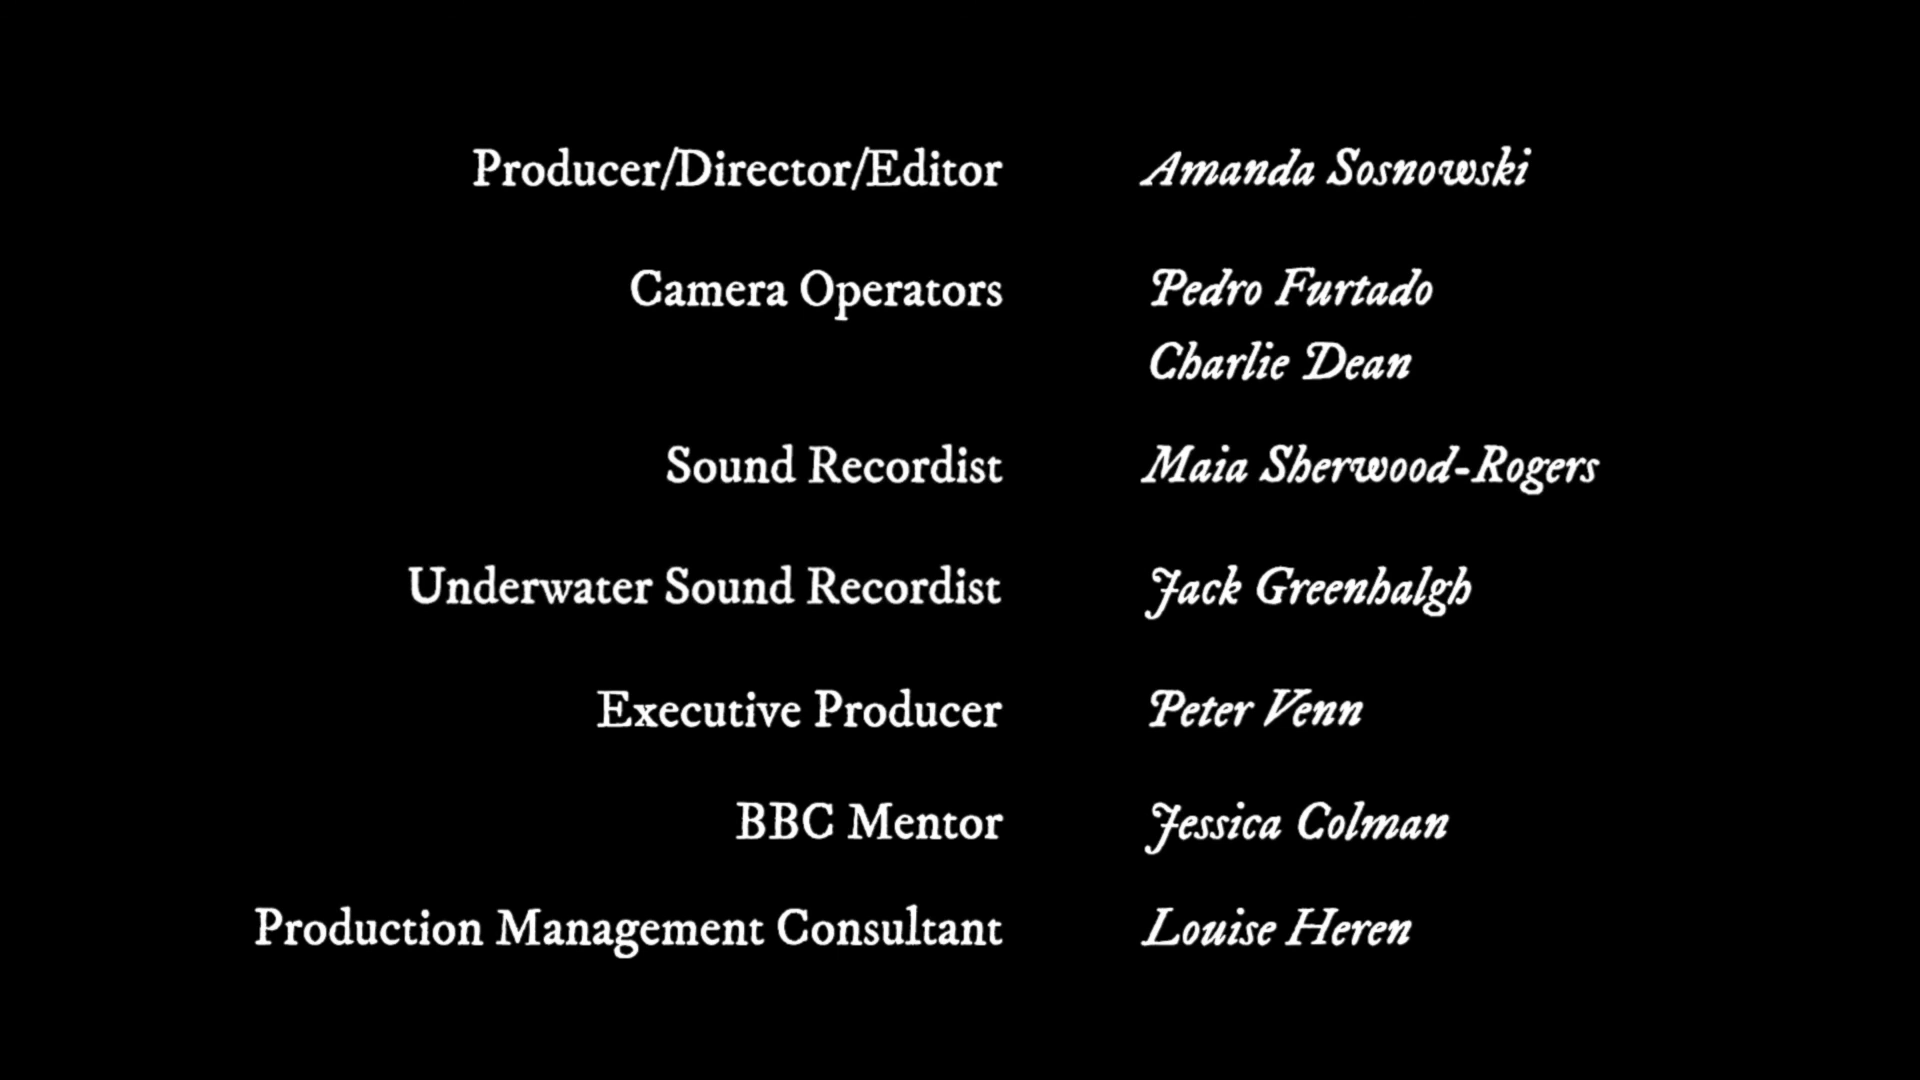 Producer/Director/Editor Amanda Sosnowski
Camera Operators Pedro Furtado
Charlie Dean
Sound Recordist Maia Sherwood-Rogers
Underwater Sound Recordist Jack Greenhalgh
Executive Producer Peter Venn
BBC Mentor Jessica Colman
Production Management Consultant Louise Heren